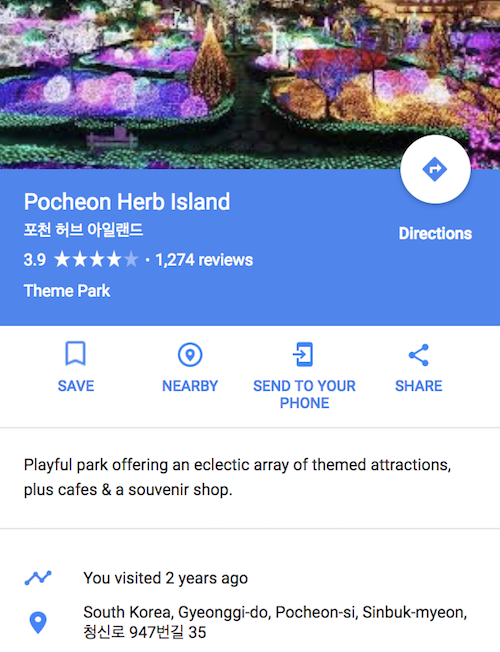 Pocheon Herb Island
포천 허브 아일랜드
Directions
3.9 ★★★★★ · 1,274 reviews
Theme Park
SAVE
NEARBY
SEND TO YOUR
PHONE
SHARE
Playful park offering an eclectic array of themed attractions,
plus cafes & a souvenir shop.
You visited 2 years ago
South Korea, Gyeonggi-do, Pocheon-si, Sinbuk-myeon,
청신로 947번길 35